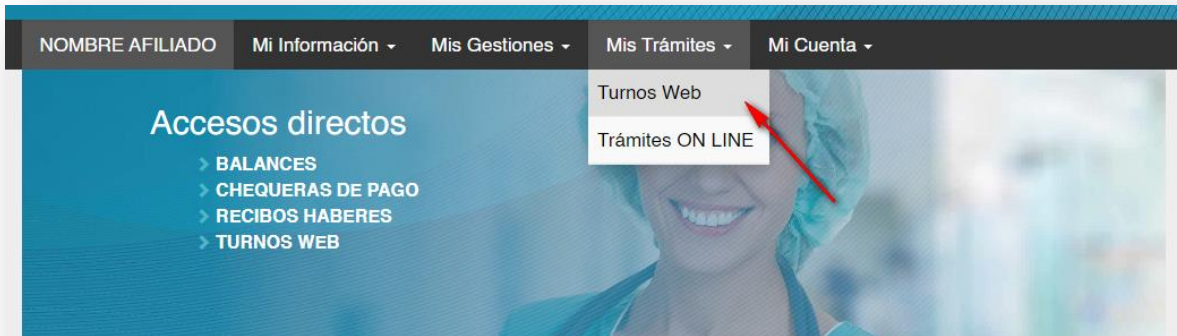 NOMBRE AFILIADO Mi Información Mis Gestiones Mis Trámites Mi Cuenta
Turnos Web
Trámites ON LINE
Accesos directos
BALANCES
CHEQUERAS DE PAGO
RECIBOS HABERES
TURNOS WEB